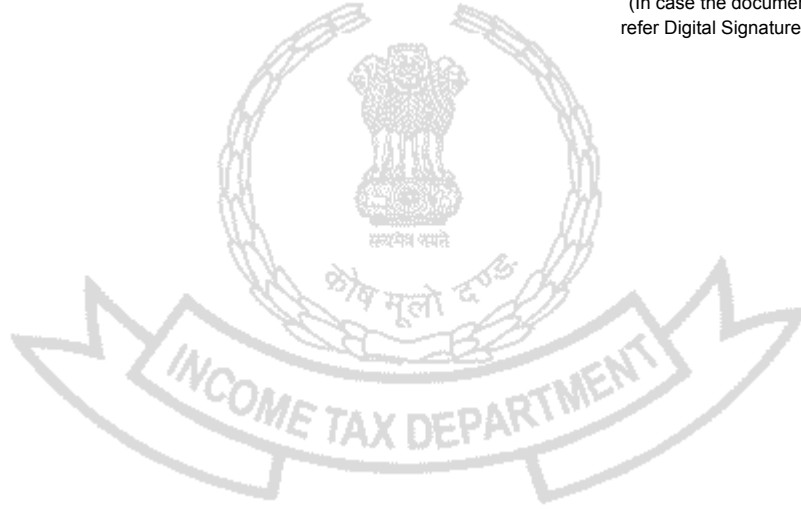 (In case the documen
refer Digital Signature
सत्यमेव जयते
कोष मूलो दण्ड:
INCOME TAX DEPARTMENT